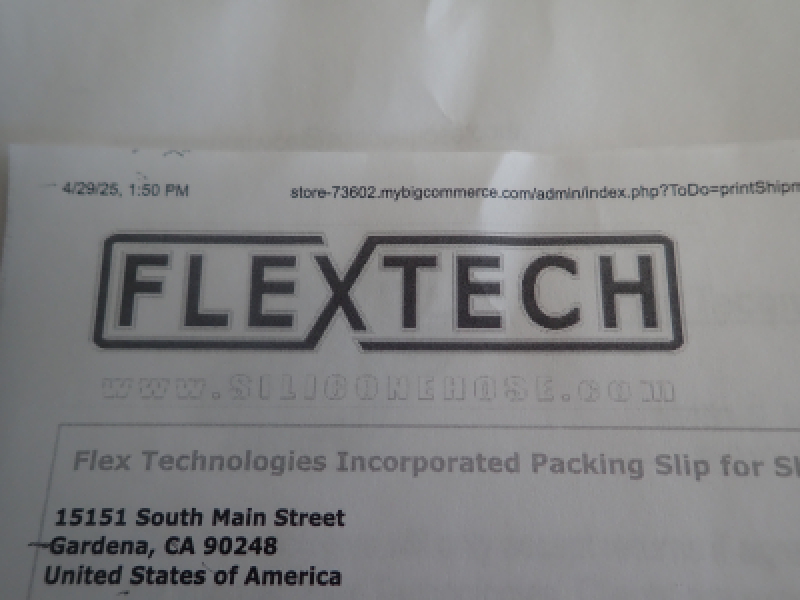 4/29/25, 1:50 PM store-73602.mybigcommerce.com/admin/index.php?ToDo=printShipm
FLEXTECH
www.SILICONEHOSE.com
Flex Technologies Incorporated Packing Slip for Sh
15151 South Main Street
Gardena, CA 90248
United States of America